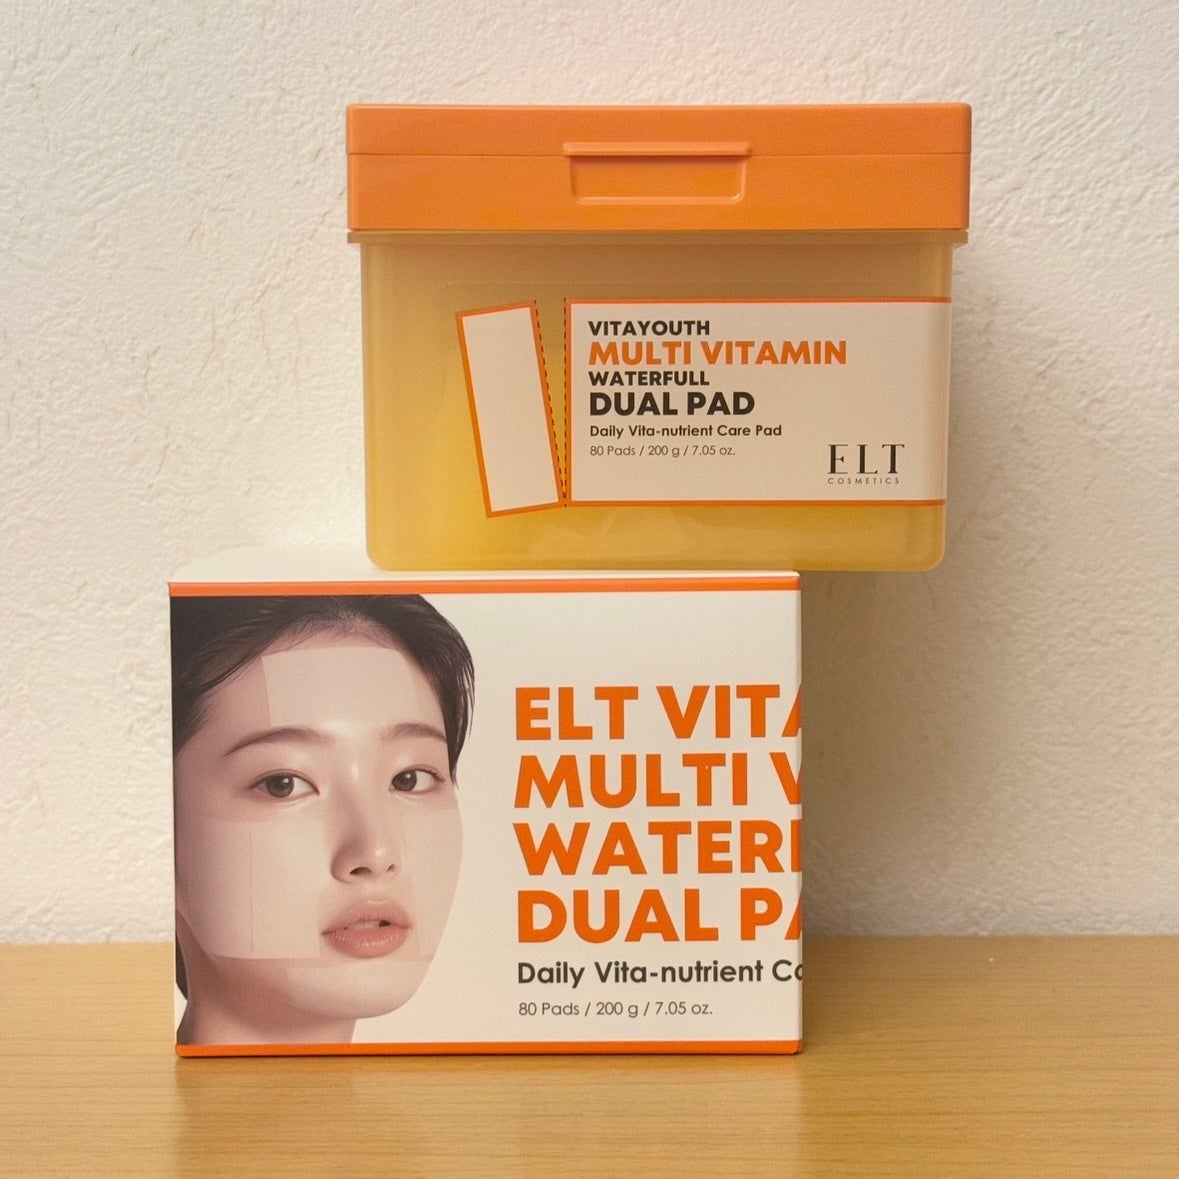 VITAYOUTH
MULTI VITAMIN
WATERFULL
DUAL PAD
Daily Vita-nutrient Care Pad
80 Pads / 200 g / 7.05 oz.
ELT
COSMETICS
ELT VITA
MULTI V
WATER
DUAL PA
Daily Vita-nutrient Ca
80 Pads / 200 g / 7.05 oz.